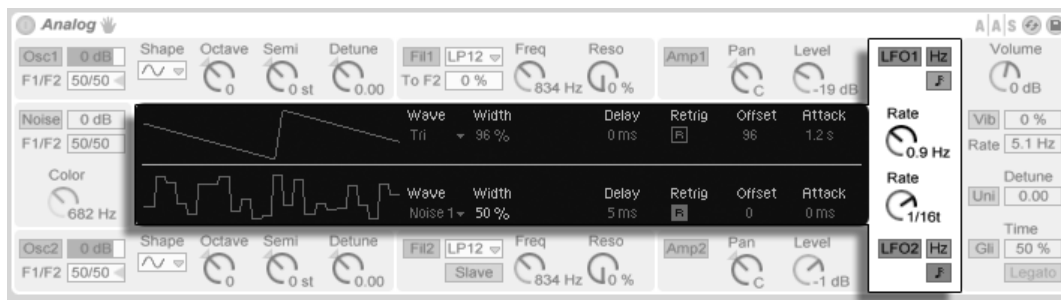 Analog A|A|S
Osc1 0 dB Shape Octave Semi Detune Fil1 LP12 Freq Reso Amp1 Pan Level LFO1 Hz Volume
F1/F2 50/50 0 0 st 0.00 To F2 0 % 834 Hz 0 % C -19 dB 0 dB
Noise 0 dB Wave Width Delay Retrig Offset Attack Rate Vib 0 %
F1/F2 50/50 Tri 96 % 0 ms R 96 1.2 s 0.9 Hz Rate 5.1 Hz
Color Wave Width Delay Retrig Offset Attack Rate Detune
682 Hz Noise 1 50 % 5 ms R 0 0 ms 1/16t Uni 0.00
Osc2 0 dB Shape Octave Semi Detune Fil2 LP12 Freq Reso Amp2 Pan Level LFO2 Hz Time
Gli 50 %
F1/F2 50/50 0 0 st 0.00 Slave 834 Hz 0 % C -1 dB Legato